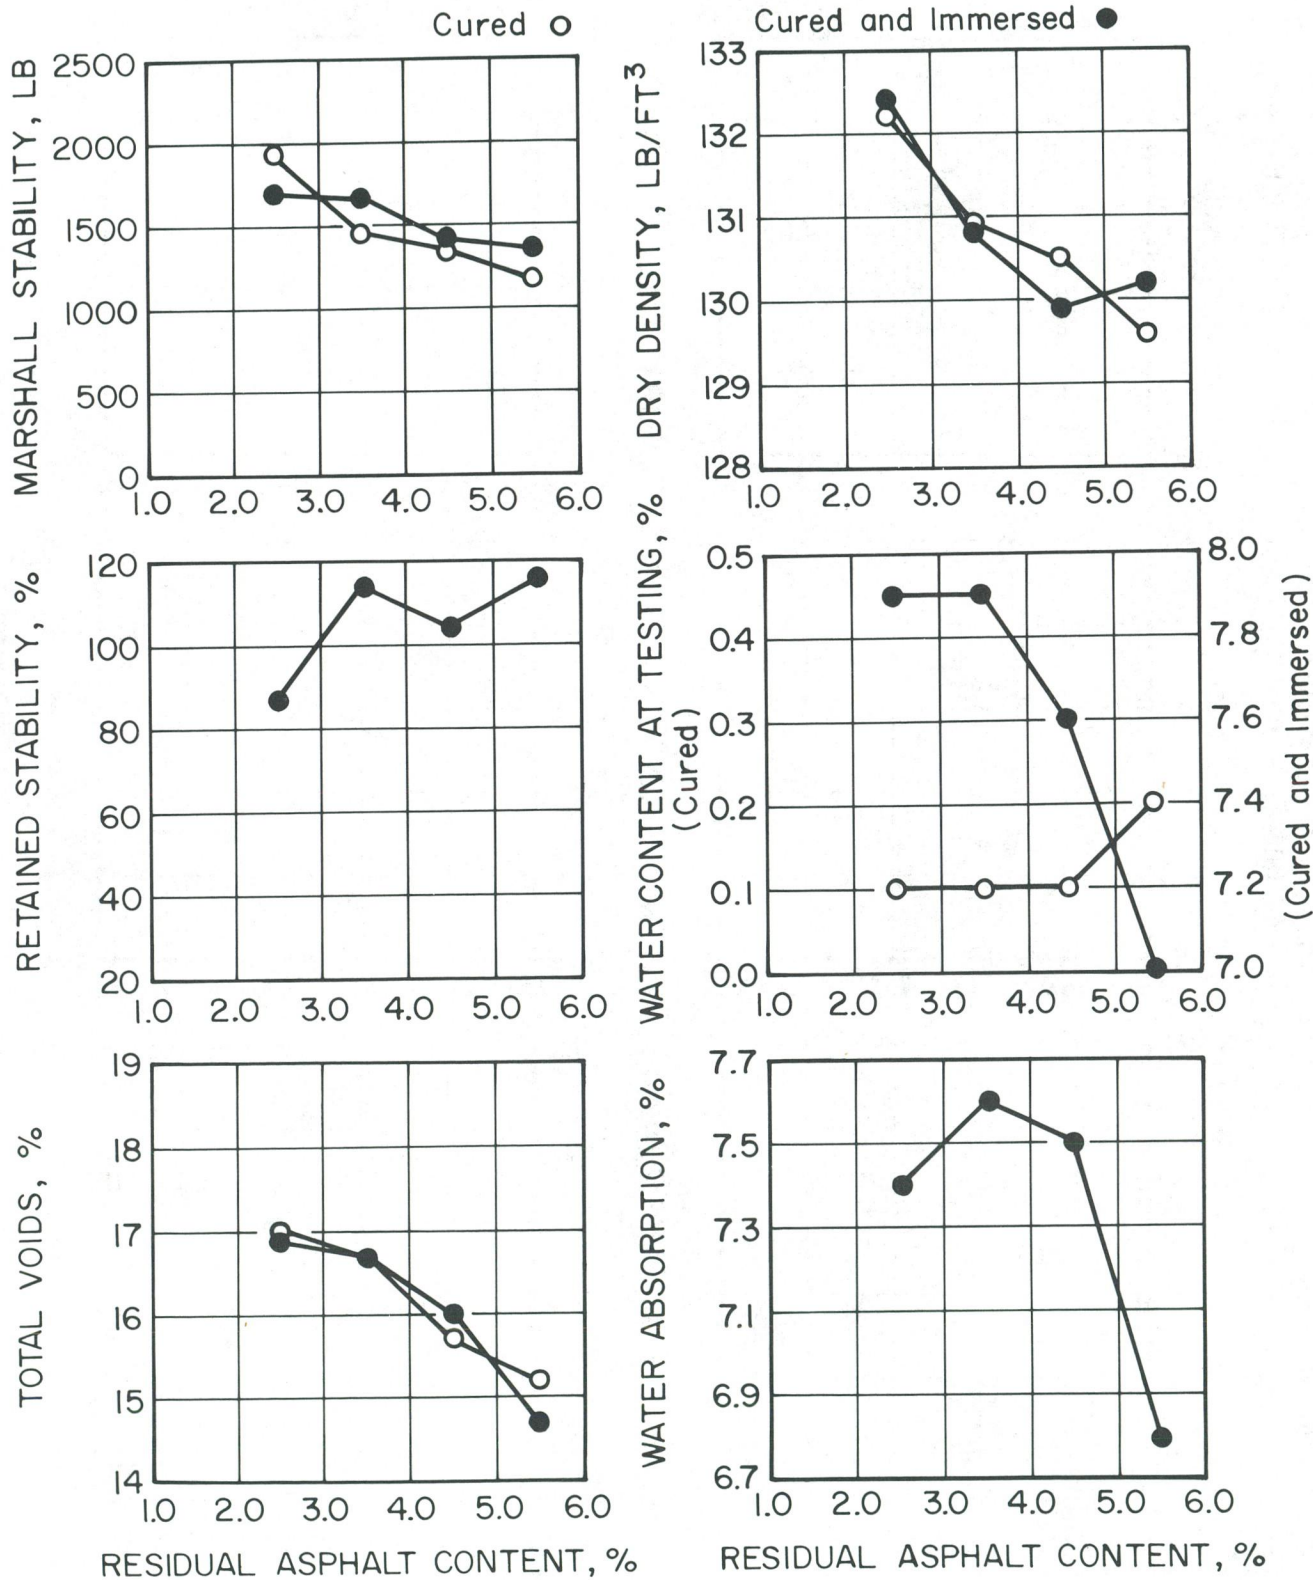 Cured O
Cured and Immersed ●
MARSHALL STABILITY, LB
2500
2000
1500
1000
500
0
1.0 2.0 3.0 4.0 5.0 6.0
DRY DENSITY, LB/FT³
133
132
131
130
129
128
1.0 2.0 3.0 4.0 5.0 6.0
RETAINED STABILITY, %
120
100
80
60
40
20
1.0 2.0 3.0 4.0 5.0 6.0
WATER CONTENT AT TESTING, %
(Cured)
0.5
0.4
0.3
0.2
0.1
0.0
8.0
7.8
7.6
7.4
7.2
7.0
(Cured and Immersed)
1.0 2.0 3.0 4.0 5.0 6.0
TOTAL VOIDS, %
19
18
17
16
15
14
1.0 2.0 3.0 4.0 5.0 6.0
RESIDUAL ASPHALT CONTENT, %
WATER ABSORPTION, %
7.7
7.5
7.3
7.1
6.9
6.7
1.0 2.0 3.0 4.0 5.0 6.0
RESIDUAL ASPHALT CONTENT, %